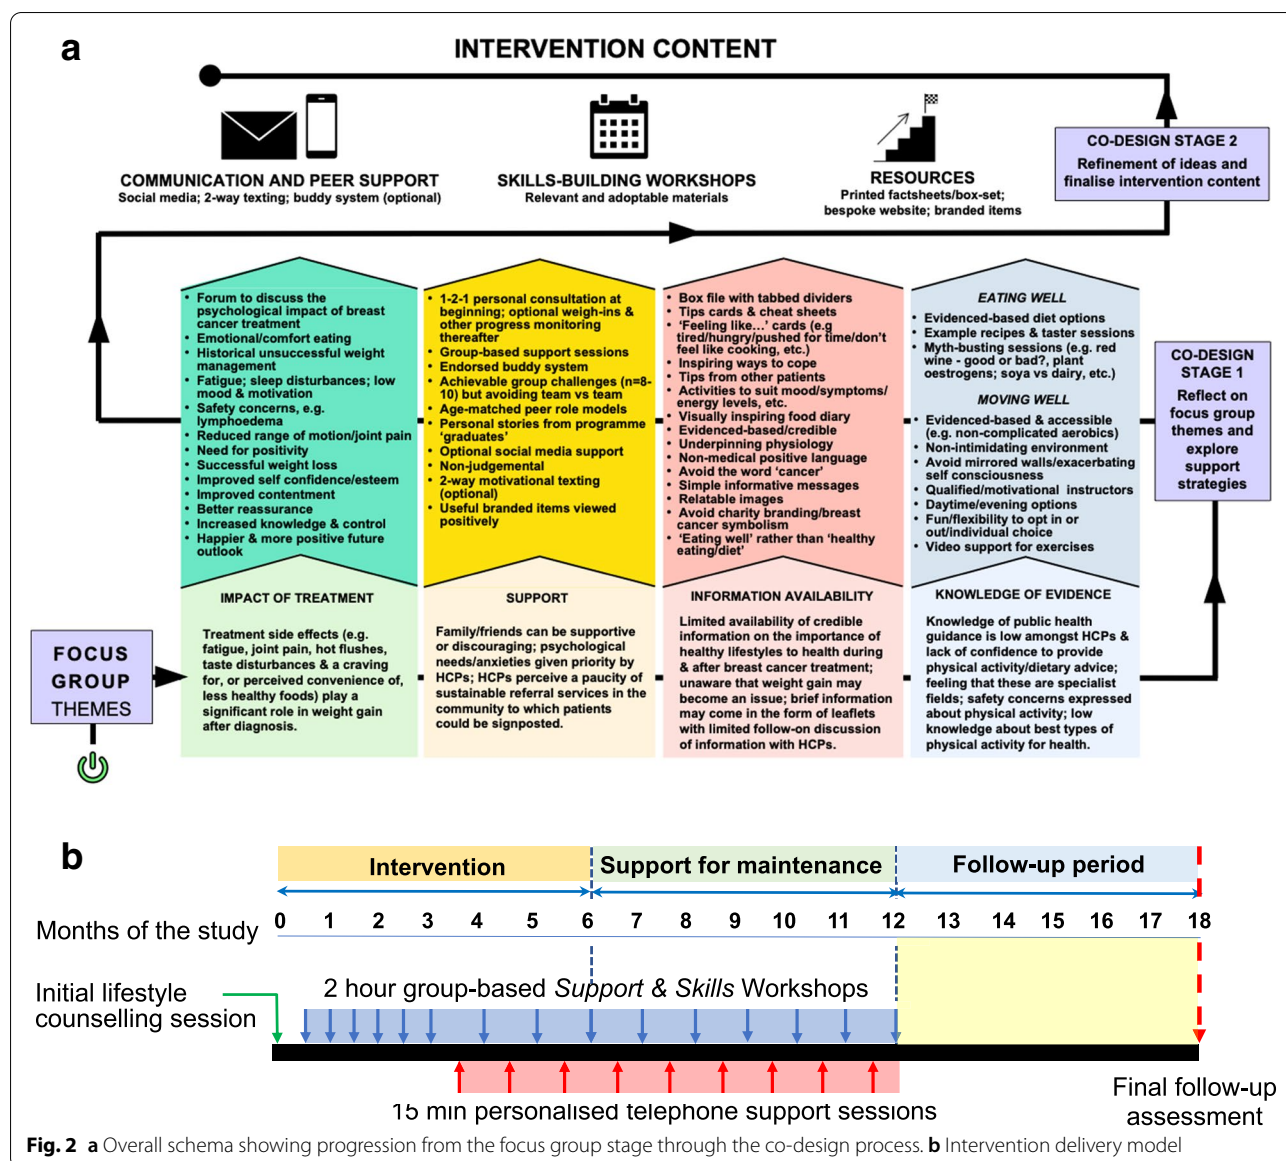 a
INTERVENTION CONTENT
COMMUNICATION AND PEER SUPPORT
Social media; 2-way texting; buddy system (optional)
SKILLS-BUILDING WORKSHOPS
Relevant and adoptable materials
RESOURCES
Printed factsheets/box-set;
bespoke website; branded items
CO-DESIGN STAGE 2
Refinement of ideas and
finalise intervention content
• Forum to discuss the
psychological impact of breast
cancer treatment
• Emotional/comfort eating
• Historical unsuccessful weight
management
• Fatigue; sleep disturbances; low
mood & motivation
• Safety concerns, e.g.
lymphoedema
• Reduced range of motion/joint pain
• Need for positivity
• Successful weight loss
• Improved self confidence/esteem
• Improved contentment
• Better reassurance
• Increased knowledge & control
• Happier & more positive future
outlook
• 1-2-1 personal consultation at
beginning; optional weigh-ins &
other progress monitoring
thereafter
• Group-based support sessions
• Endorsed buddy system
• Achievable group challenges (n=8-
10) but avoiding team vs team
• Age-matched peer role models
• Personal stories from programme
‘graduates’
• Optional social media support
• Non-judgemental
• 2-way motivational texting
(optional)
• Useful branded items viewed
positively
• Box file with tabbed dividers
• Tips cards & cheat sheets
• ‘Feeling like…’ cards (e.g
tired/hungry/pushed for time/don’t
feel like cooking, etc.)
• Inspiring ways to cope
• Tips from other patients
• Activities to suit mood/symptoms/
energy levels, etc.
• Visually inspiring food diary
• Evidenced-based/credible
• Underpinning physiology
• Non-medical positive language
• Avoid the word ‘cancer’
• Simple informative messages
• Relatable images
• Avoid charity branding/breast
cancer symbolism
• ‘Eating well’ rather than ‘healthy
eating/diet’
EATING WELL
• Evidenced-based diet options
• Example recipes & taster sessions
• Myth-busting sessions (e.g. red
wine - good or bad?, plant
oestrogens; soya vs dairy, etc.)
MOVING WELL
• Evidenced-based & accessible
(e.g. non-complicated aerobics)
• Non-intimidating environment
• Avoid mirrored walls/exacerbating
self consciousness
• Qualified/motivational instructors
• Daytime/evening options
• Fun/flexibility to opt in or
out/individual choice
• Video support for exercises
CO-DESIGN
STAGE 1
Reflect on
focus group
themes and
explore
support
strategies
FOCUS
GROUP
THEMES
IMPACT OF TREATMENT
Treatment side effects (e.g.
fatigue, joint pain, hot flushes,
taste disturbances & a craving
for, or perceived convenience of,
less healthy foods) play a
significant role in weight gain
after diagnosis.
SUPPORT
Family/friends can be supportive
or discouraging; psychological
needs/anxieties given priority by
HCPs; HCPs perceive a paucity of
sustainable referral services in the
community to which patients
could be signposted.
INFORMATION AVAILABILITY
Limited availability of credible
information on the importance of
healthy lifestyles to health during
& after breast cancer treatment;
unaware that weight gain may
become an issue; brief information
may come in the form of leaflets
with limited follow-on discussion
of information with HCPs.
KNOWLEDGE OF EVIDENCE
Knowledge of public health
guidance is low amongst HCPs &
lack of confidence to provide
physical activity/dietary advice;
feeling that these are specialist
fields; safety concerns expressed
about physical activity; low
knowledge about best types of
physical activity for health.
b
Intervention
Support for maintenance
Follow-up period
Months of the study
0 1 2 3 4 5 6 7 8 9 10 11 12 13 14 15 16 17 18
Initial lifestyle
counselling session
2 hour group-based Support & Skills Workshops
15 min personalised telephone support sessions
Final follow-up
assessment
Fig. 2 a Overall schema showing progression from the focus group stage through the co-design process. b Intervention delivery model